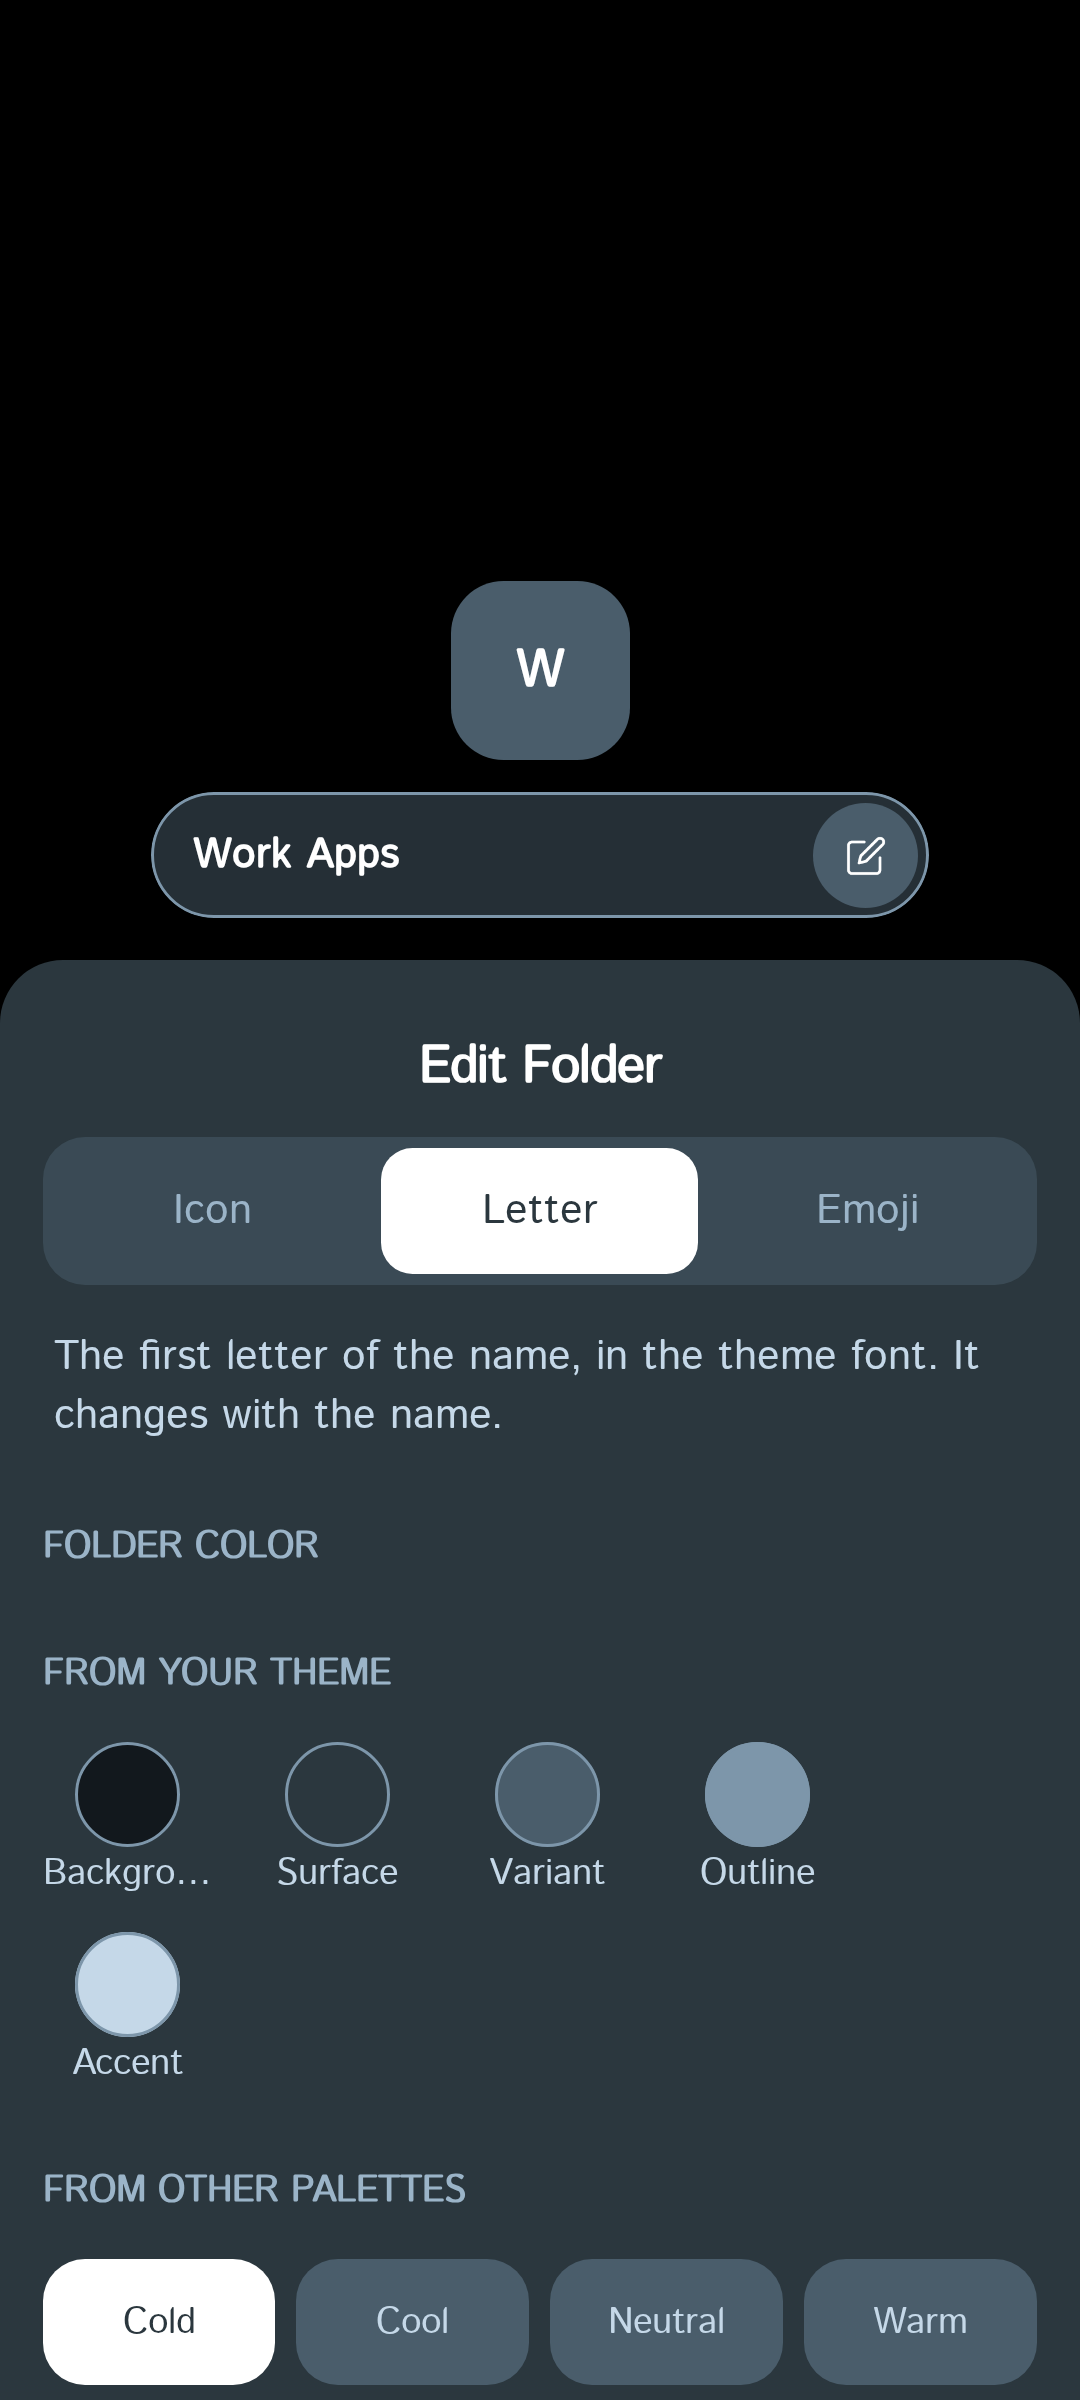 W
Work Apps
Edit Folder
Icon
Letter
Emoji
The first letter of the name, in the theme font. It
changes with the name.
FOLDER COLOR
FROM YOUR THEME
Backgro...
Surface
Variant
Outline
Accent
FROM OTHER PALETTES
Cold
Cool
Neutral
Warm